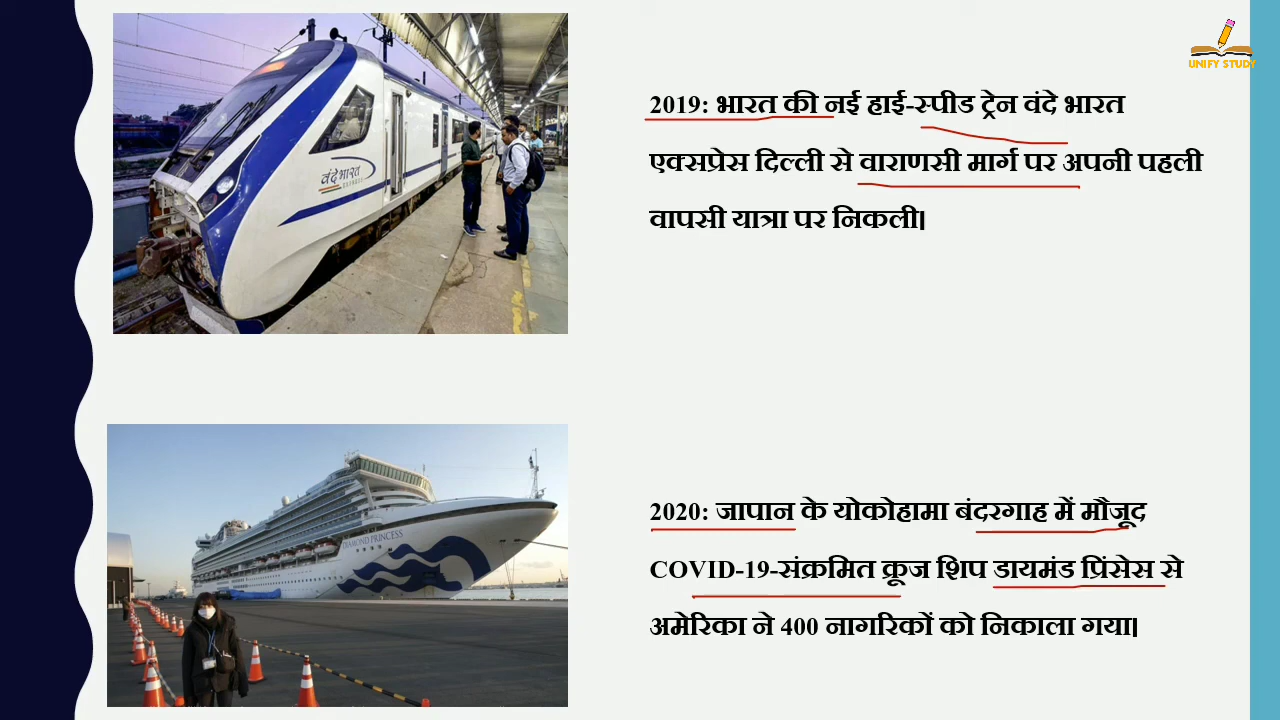 UNIFY STUDY
2019: भारत की नई हाई-स्पीड ट्रेन वंदे भारत
एक्सप्रेस दिल्ली से वाराणसी मार्ग पर अपनी पहली
वापसी यात्रा पर निकली।
वंदे भारत
EXPRESS
2020: जापान के योकोहामा बंदरगाह में मौजूद
COVID-19-संक्रमित क्रूज शिप डायमंड प्रिंसेस से
अमेरिका ने 400 नागरिकों को निकाला गया।
DIAMOND PRINCESS